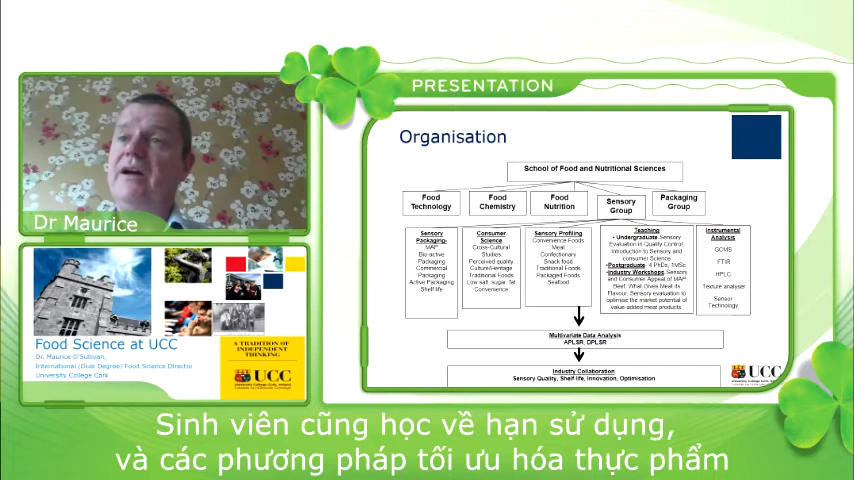 PRESENTATION
Dr Maurice
Food Science at UCC
Dr. Maurice O'Sullivan,
International (Dual Degree) Food Science Director
University College Cork
A TRADITION OF
INDEPENDENT
THINKING
UCC
Organisation
School of Food and Nutritional Sciences
Food
Technology
Food
Chemistry
Food
Nutrition
Sensory
Group
Packaging
Group
Sensory
Packaging-
MAP
Bio-active
Packaging
Commercial
Packaging
Active Packaging
Shelf life
Consumer
Science
Cross-Cultural
Studies
Perceived quality
Culture/Heritage
Traditional Foods
Low salt, sugar, fat
Convenience
Sensory Profiling
Convenience Foods
Meat
Confectionary
Snack food
Traditional Foods
Packaged Foods
Seafood
Teaching
• Undergraduate-Sensory
Evaluation in Quality Control.
Introduction to Sensory and
consumer Science
•Postgraduate- 4 PhDs, 1MSc.
•Industry Workshops-Sensory
and Consumer Appeal of MAP
Beef, What Gives Meat its
Flavour, Sensory evaluation to
optimise the market potential of
value-added meat products
Instrumental
Analysis
GCMS
FTIR
HPLC
Texture analyser
Sensor
Technology
Multivariate Data Analysis
APLSR, DPLSR
Industry Collaboration
Sensory Quality, Shelf life, Innovation, Optimisation
UCC
Sinh viên cũng học về hạn sử dụng,
và các phương pháp tối ưu hóa thực phẩm